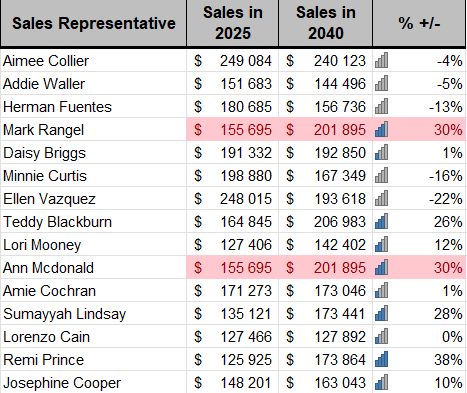 Sales Representative Sales in 2025 Sales in 2040 % +/-
Aimee Collier $ 249 084 $ 240 123 -4%
Addie Waller $ 151 683 $ 144 496 -5%
Herman Fuentes $ 180 685 $ 156 736 -13%
Mark Rangel $ 155 695 $ 201 895 30%
Daisy Briggs $ 191 332 $ 192 850 1%
Minnie Curtis $ 198 880 $ 167 349 -16%
Ellen Vazquez $ 248 015 $ 193 618 -22%
Teddy Blackburn $ 164 845 $ 206 983 26%
Lori Mooney $ 127 406 $ 142 402 12%
Ann Mcdonald $ 155 695 $ 201 895 30%
Amie Cochran $ 171 273 $ 173 046 1%
Sumayyah Lindsay $ 135 121 $ 173 441 28%
Lorenzo Cain $ 127 466 $ 127 892 0%
Remi Prince $ 125 925 $ 173 864 38%
Josephine Cooper $ 148 201 $ 163 043 10%